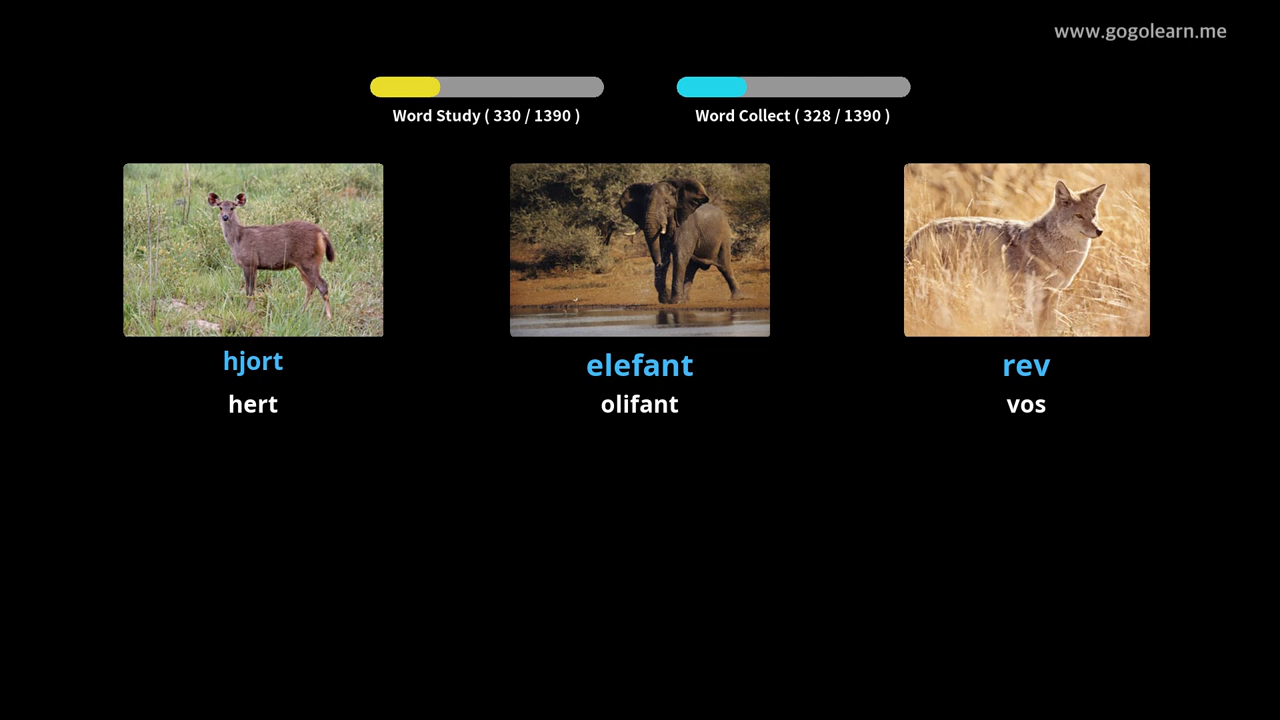 www.gogolearn.me
Word Study ( 330 / 1390 )
Word Collect ( 328 / 1390 )
hjort
elefant
rev
hert
olifant
vos